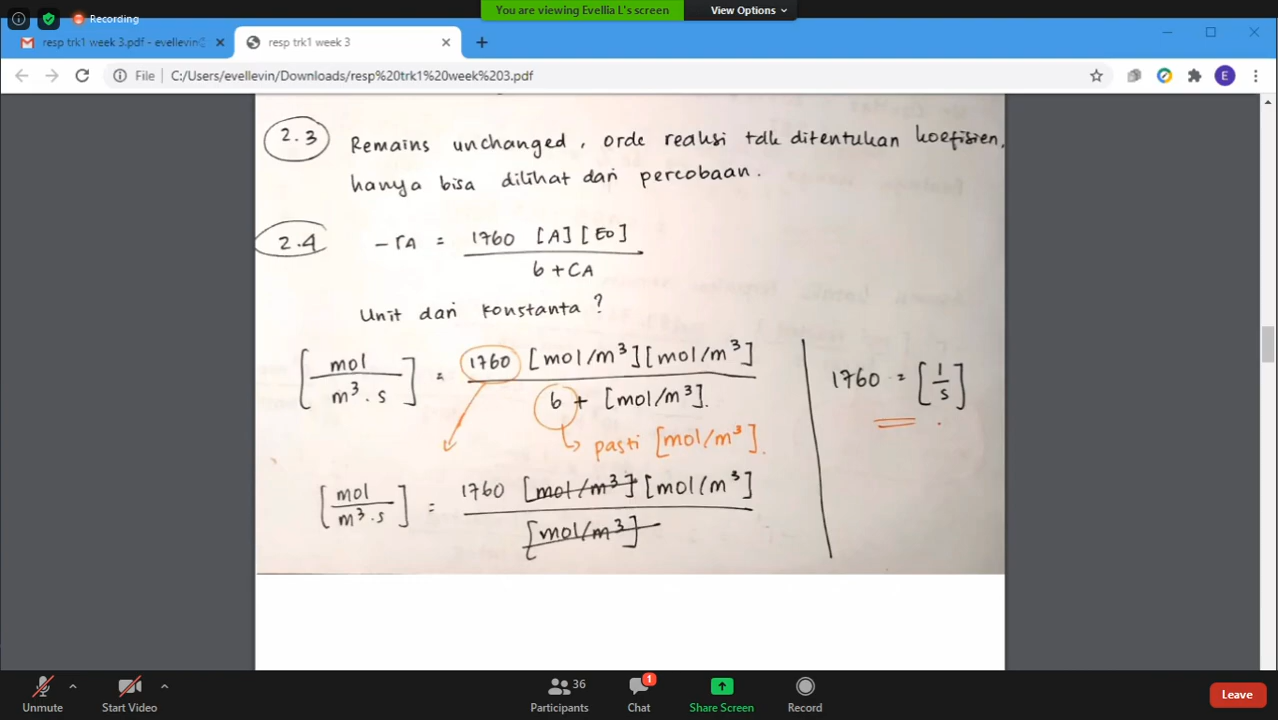 Recording
You are viewing Evellia L's screen
View Options
resp trk1 week 3.pdf - evellevin
resp trk1 week 3
File
C:/Users/evellevin/Downloads/resp%20trk1%20week%203.pdf
E
2.3 Remains unchanged, orde reaksi tdk ditentukan koefisien,
hanya bisa dilihat dari percobaan.
2.4 -rA = 1760 [A][E0]
6 + CA
Unit dari konstanta ?
[mol / m³.s] = 1760 [mol/m³][mol/m³]
6 + [mol/m³].
pasti [mol/m³].
[mol / m³.s] = 1760 [mol/m³][mol/m³]
[mol/m³]
1760 = [1/s]
Unmute
Start Video
36
Participants
1
Chat
Share Screen
Record
Leave